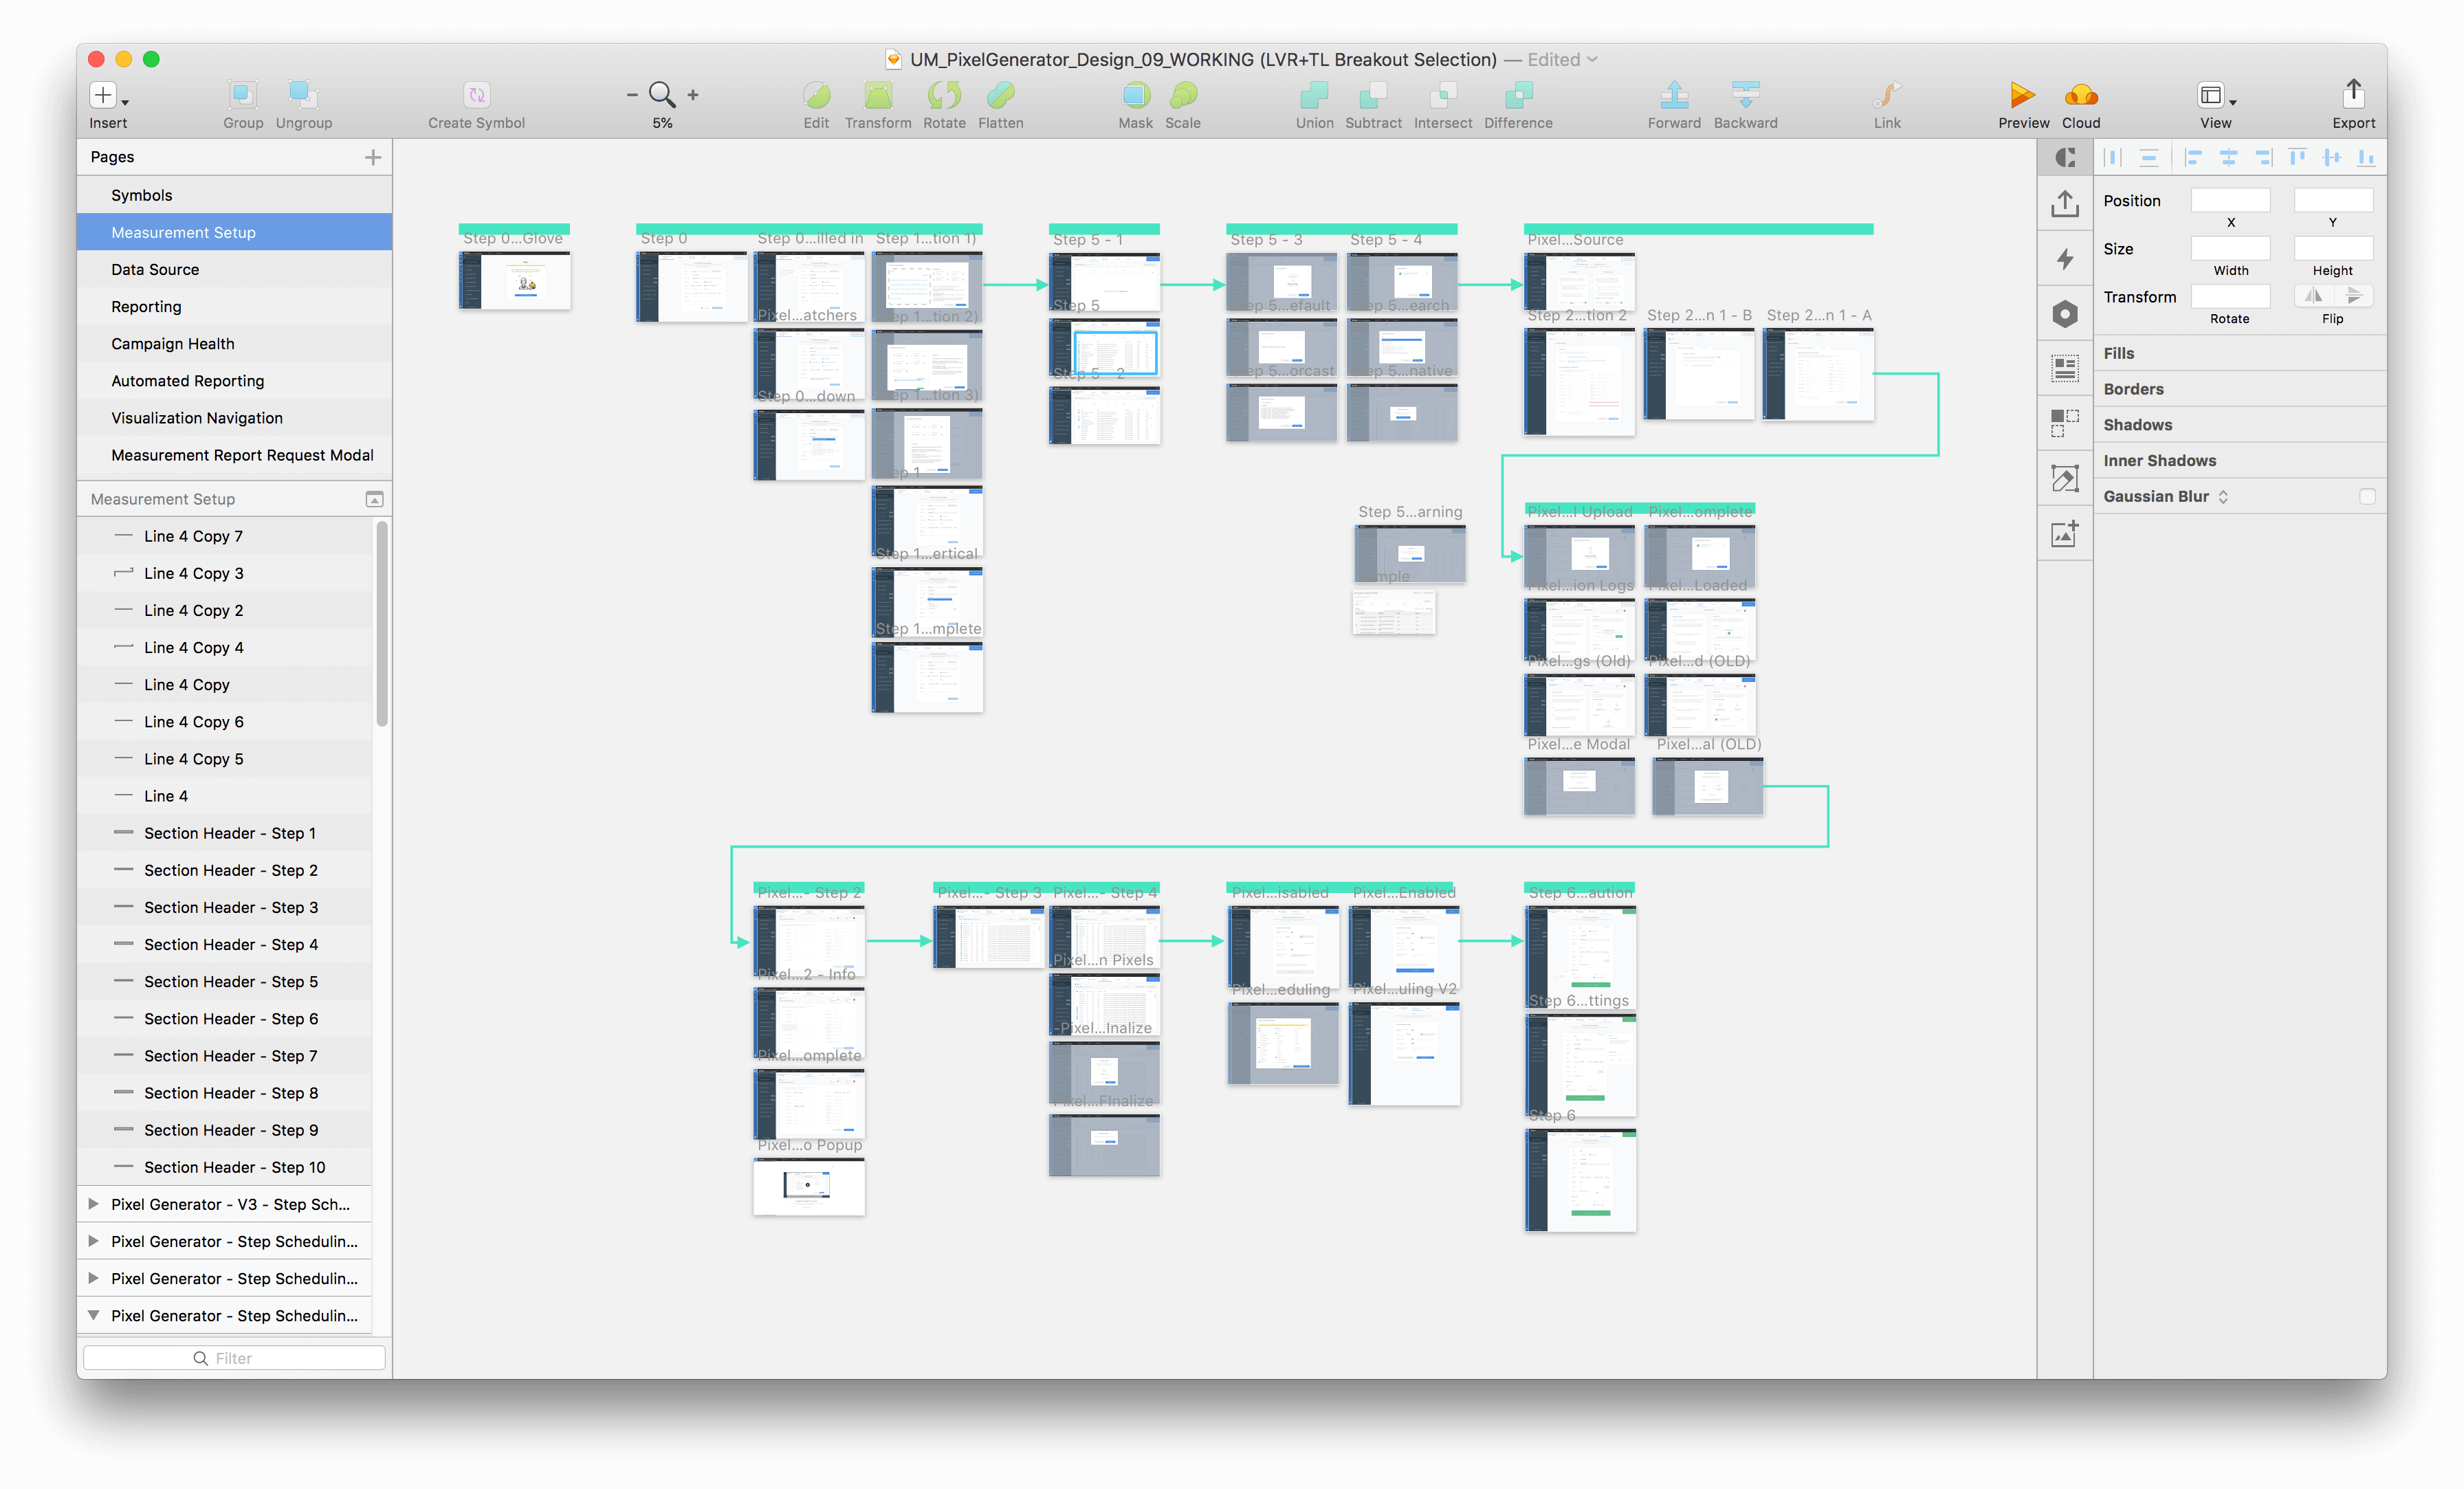 UM_PixelGenerator_Design_09_WORKING (LVR+TL Breakout Selection) — Edited
Insert
Group
Ungroup
Create Symbol
5%
Edit
Transform
Rotate
Flatten
Mask
Scale
Union
Subtract
Intersect
Difference
Forward
Backward
Link
Preview
Cloud
View
Export
Pages
Symbols
Measurement Setup
Data Source
Reporting
Campaign Health
Automated Reporting
Visualization Navigation
Measurement Report Request Modal
Measurement Setup
Line 4 Copy 7
Line 4 Copy 3
Line 4 Copy 2
Line 4 Copy 4
Line 4 Copy
Line 4 Copy 6
Line 4 Copy 5
Line 4
Section Header - Step 1
Section Header - Step 2
Section Header - Step 3
Section Header - Step 4
Section Header - Step 5
Section Header - Step 6
Section Header - Step 7
Section Header - Step 8
Section Header - Step 9
Section Header - Step 10
Pixel Generator - V3 - Step Sch...
Pixel Generator - Step Schedulin...
Pixel Generator - Step Schedulin...
Pixel Generator - Step Schedulin...
Filter
Step 0...Glove
Step 0
Step 0...illed in
Step 1...tion 1)
Pixel...atchers
Step 1...tion 2)
Step 0...down
Step 1...tion 3)
Step 1
Step 1...ertical
Step 1...mplete
Step 5 - 1
Step 5
Step 5 - 2
Step 5 - 3
Step 5 - 4
Step 5...efault
Step 5...earch
Step 5...orcast
Step 5...native
Pixel...Source
Step 2...tion 2
Step 2...n 1 - B
Step 2...n 1 - A
Step 5...arning
Pixel...l Upload
Pixel...omplete
Pixel...ion Logs
Pixel...Loaded
Pixel...gs (Old)
Pixel...d (OLD)
Pixel...e Modal
Pixel...al (OLD)
Pixel...- Step 2
Pixel...2 - Info
Pixel...omplete
Pixel...o Popup
Pixel...- Step 3
Pixel...- Step 4
Pixel...n Pixels
-Pixel...Inalize
Pixel...FInalize
Pixel...isabled
Pixel...Enabled
Pixel...eduling
Pixel...uling V2
Step 6...aution
Step 6...ttings
Step 6
Position
X
Y
Size
Width
Height
Transform
Rotate
Flip
Fills
Borders
Shadows
Inner Shadows
Gaussian Blur